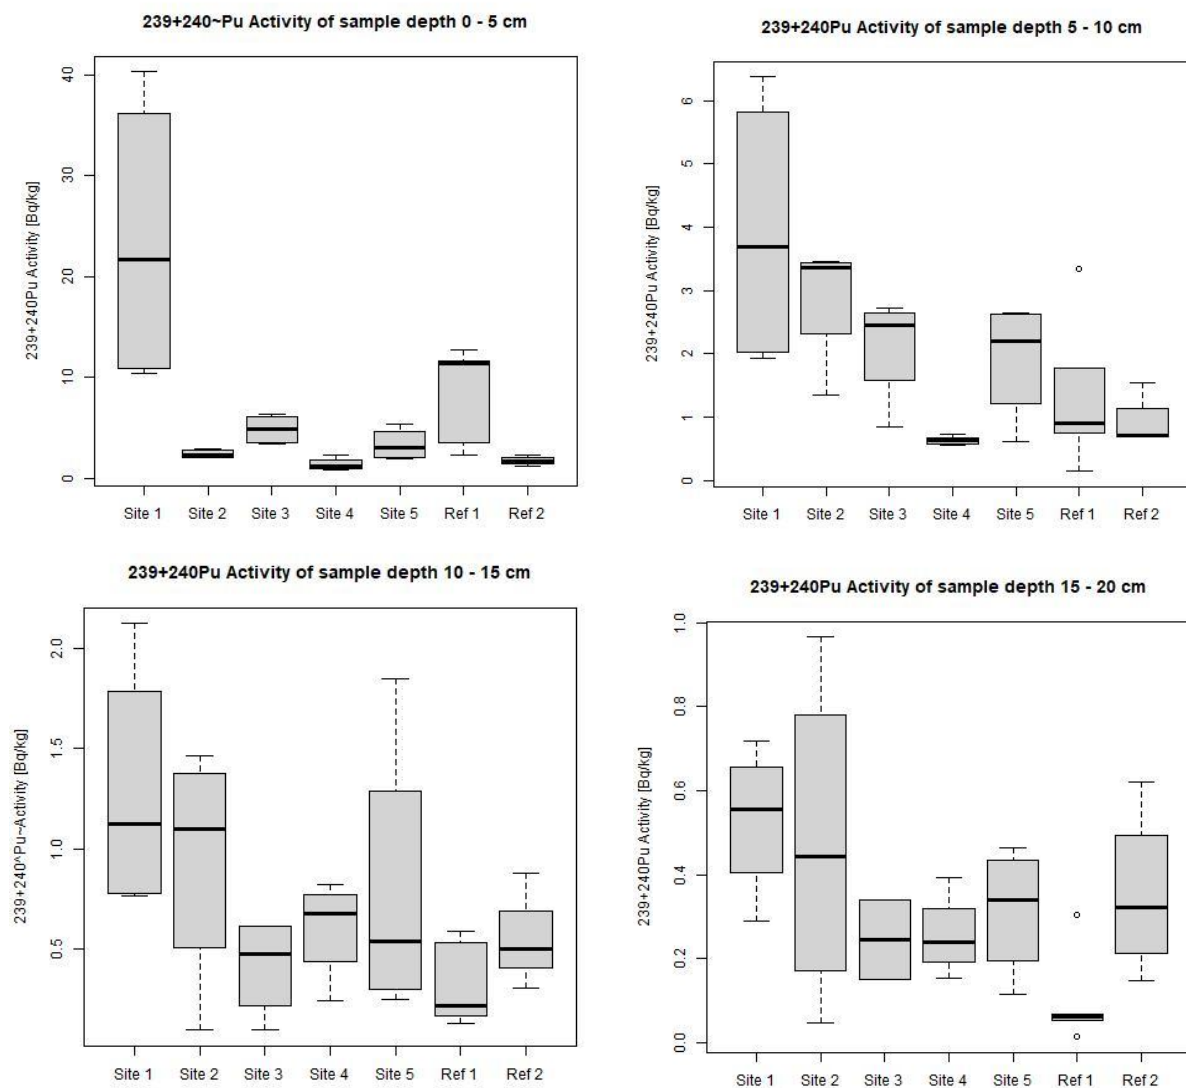 239+240~Pu Activity of sample depth 0 - 5 cm
239+240Pu Activity [Bq/kg]
40
30
20
10
0
Site 1 Site 2 Site 3 Site 4 Site 5 Ref 1 Ref 2
239+240Pu Activity of sample depth 5 - 10 cm
239+240Pu Activity [Bq/kg]
6
5
4
3
2
1
0
Site 1 Site 2 Site 3 Site 4 Site 5 Ref 1 Ref 2
239+240Pu Activity of sample depth 10 - 15 cm
239+240^Pu~Activity [Bq/kg]
2.0
1.5
1.0
0.5
Site 1 Site 2 Site 3 Site 4 Site 5 Ref 1 Ref 2
239+240Pu Activity of sample depth 15 - 20 cm
239+240Pu Activity [Bq/kg]
1.0
0.8
0.6
0.4
0.2
0.0
Site 1 Site 2 Site 3 Site 4 Site 5 Ref 1 Ref 2